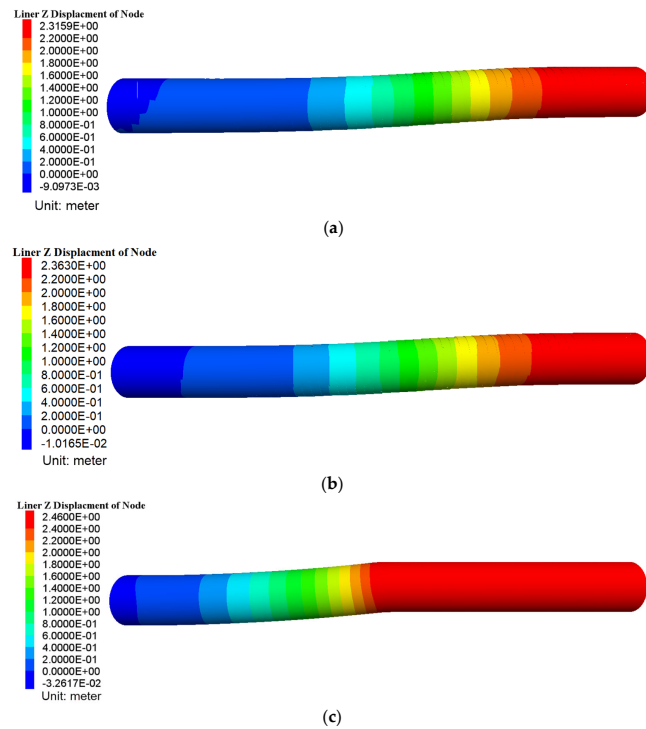 Liner Z Displacment of Node
2.3159E+00
2.2000E+00
2.0000E+00
1.8000E+00
1.6000E+00
1.4000E+00
1.2000E+00
1.0000E+00
8.0000E-01
6.0000E-01
4.0000E-01
2.0000E-01
0.0000E+00
-9.0973E-03
Unit: meter
(a)
Liner Z Displacment of Node
2.3630E+00
2.2000E+00
2.0000E+00
1.8000E+00
1.6000E+00
1.4000E+00
1.2000E+00
1.0000E+00
8.0000E-01
6.0000E-01
4.0000E-01
2.0000E-01
0.0000E+00
-1.0165E-02
Unit: meter
(b)
Liner Z Displacment of Node
2.4600E+00
2.4000E+00
2.2000E+00
2.0000E+00
1.8000E+00
1.6000E+00
1.4000E+00
1.2000E+00
1.0000E+00
8.0000E-01
6.0000E-01
4.0000E-01
2.0000E-01
0.0000E+00
-3.2617E-02
Unit: meter
(c)